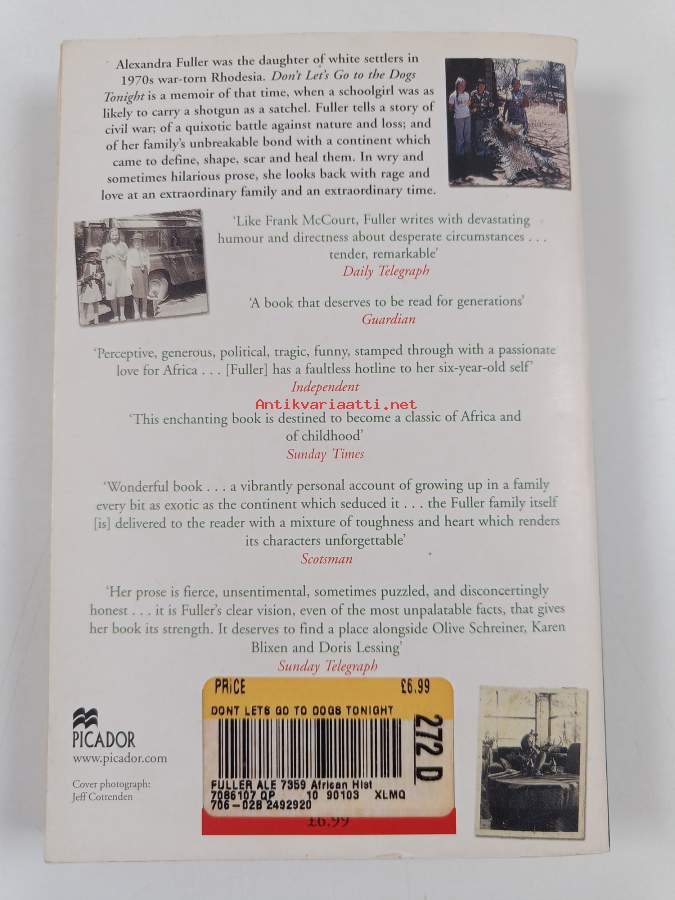 Alexandra Fuller was the daughter of white settlers in
1970s war-torn Rhodesia. Don't Let's Go to the Dogs
Tonight is a memoir of that time, when a schoolgirl was as
likely to carry a shotgun as a satchel. Fuller tells a story of
civil war; of a quixotic battle against nature and loss; and
of her family's unbreakable bond with a continent which
came to define, shape, scar and heal them. In wry and
sometimes hilarious prose, she looks back with rage and
love at an extraordinary family and an extraordinary time.
'Like Frank McCourt, Fuller writes with devastating
humour and directness about desperate circumstances . . .
tender, remarkable'
Daily Telegraph
'A book that deserves to be read for generations'
Guardian
'Perceptive, generous, political, tragic, funny, stamped through with a passionate
love for Africa . . . [Fuller] has a faultless hotline to her six-year-old self'
Independent
Antikvariaatti.net
'This enchanting book is destined to become a classic of Africa and
of childhood'
Sunday Times
'Wonderful book . . . a vibrantly personal account of growing up in a family
every bit as exotic as the continent which seduced it . . . the Fuller family itself
[is] delivered to the reader with a mixture of toughness and heart which renders
its characters unforgettable'
Scotsman
'Her prose is fierce, unsentimental, sometimes puzzled, and disconcertingly
honest . . . it is Fuller's clear vision, even of the most unpalatable facts, that gives
her book its strength. It deserves to find a place alongside Olive Schreiner, Karen
Blixen and Doris Lessing'
Sunday Telegraph
PRICE £6.99
DONT LETS GO TO DOGS TONIGHT
272 D
FULLER ALE 7359 African Hist
7086107 QP 10 90103 XLMQ
706-028 2492920
£6.99
PICADOR
www.picador.com
Cover photograph:
Jeff Cottenden